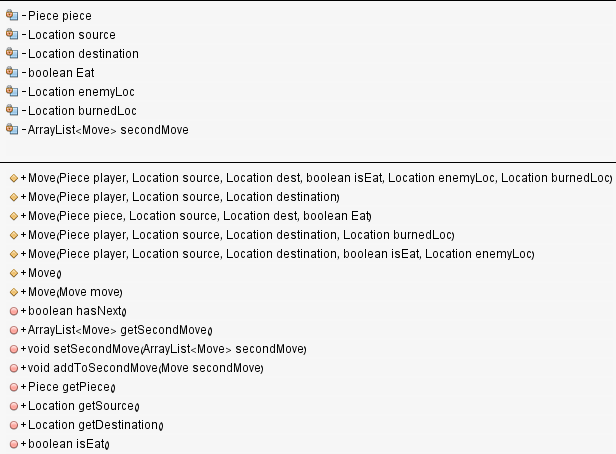 - Piece piece
- Location source
- Location destination
- boolean Eat
- Location enemyLoc
- Location burnedLoc
- ArrayList<Move> secondMove
+ Move(Piece player, Location source, Location dest, boolean isEat, Location enemyLoc, Location burnedLoc)
+ Move(Piece player, Location source, Location destination)
+ Move(Piece piece, Location source, Location dest, boolean Eat)
+ Move(Piece player, Location source, Location destination, Location burnedLoc)
+ Move(Piece player, Location source, Location destination, boolean isEat, Location enemyLoc)
+ Move()
+ Move(Move move)
+ boolean hasNext()
+ ArrayList<Move> getSecondMove()
+ void setSecondMove(ArrayList<Move> secondMove)
+ void addToSecondMove(Move secondMove)
+ Piece getPiece()
+ Location getSource()
+ Location getDestination()
+ boolean isEat()